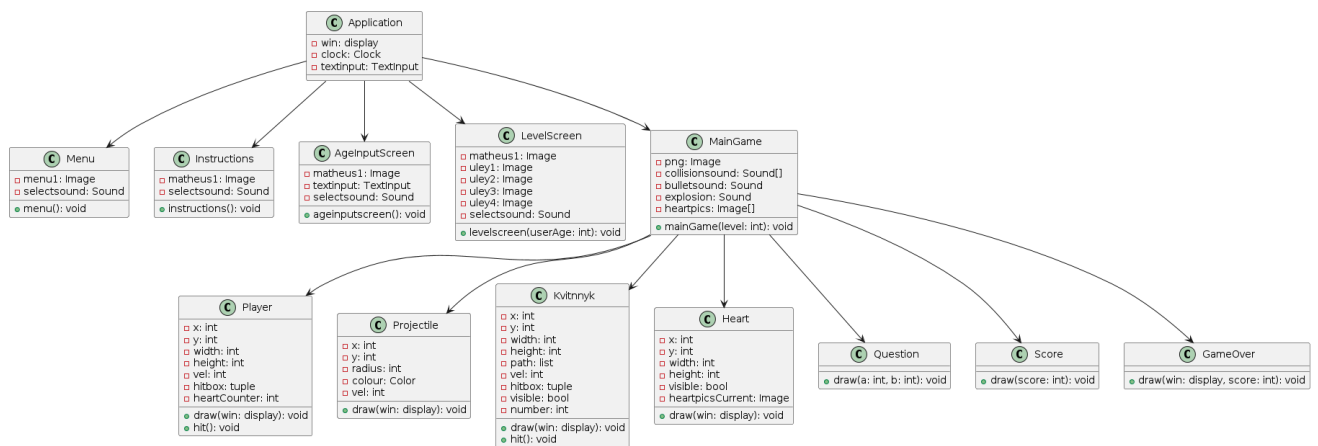 C Application
win: display
clock: Clock
textinput: TextInput
C Menu
menu1: Image
selectsound: Sound
menu(): void
C Instructions
matheus1: Image
selectsound: Sound
instructions(): void
C AgeInputScreen
matheus1: Image
textinput: TextInput
selectsound: Sound
ageinputscreen(): void
C LevelScreen
matheus1: Image
uley1: Image
uley2: Image
uley3: Image
uley4: Image
selectsound: Sound
levelscreen(userAge: int): void
C MainGame
png: Image
collisionsound: Sound[]
bulletsound: Sound
explosion: Sound
heartpics: Image[]
mainGame(level: int): void
C Player
x: int
y: int
width: int
height: int
vel: int
hitbox: tuple
heartCounter: int
draw(win: display): void
hit(): void
C Projectile
x: int
y: int
radius: int
colour: Color
vel: int
draw(win: display): void
C Kvitnnyk
x: int
y: int
width: int
height: int
path: list
vel: int
hitbox: tuple
visible: bool
number: int
draw(win: display): void
hit(): void
C Heart
x: int
y: int
width: int
height: int
visible: bool
heartpicsCurrent: Image
draw(win: display): void
C Question
draw(a: int, b: int): void
C Score
draw(score: int): void
C GameOver
draw(win: display, score: int): void